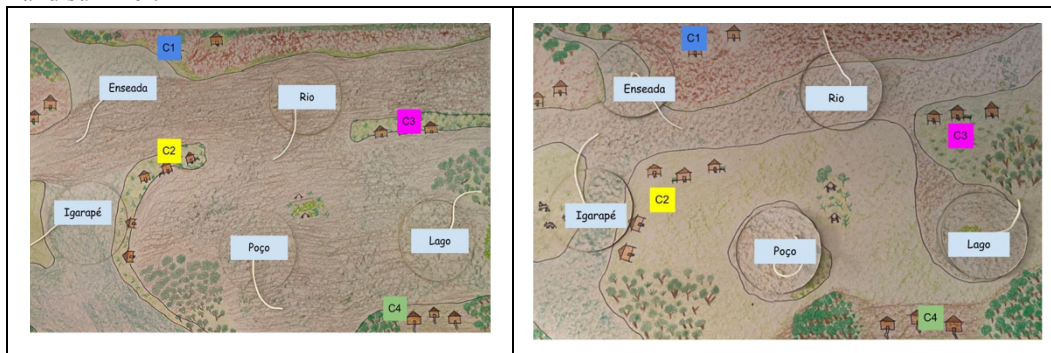 C1
Enseada
Rio
C3
C2
Igarapé
Poço
Lago
C4
C1
Enseada
Rio
C3
C2
Igarapé
Poço
Lago
C4